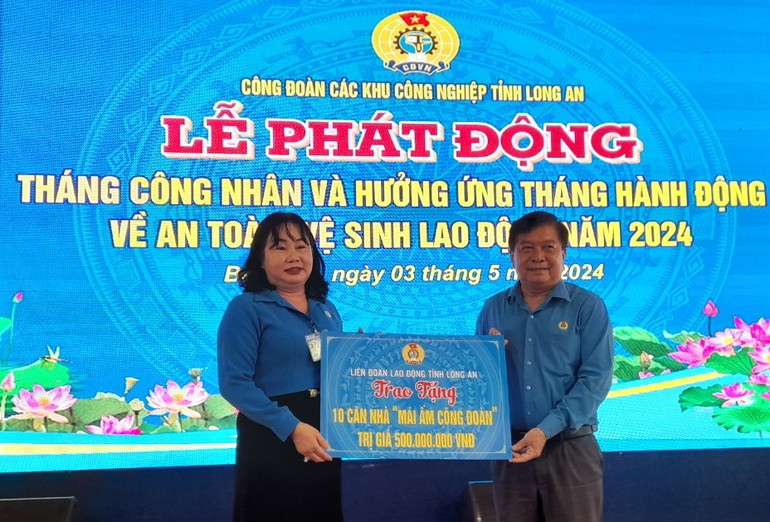 CĐVN
CÔNG ĐOÀN CÁC KHU CÔNG NGHIỆP TỈNH LONG AN
LỄ PHÁT ĐỘNG
THÁNG CÔNG NHÂN VÀ HƯỞNG ỨNG THÁNG HÀNH ĐỘNG
VỀ AN TOÀN VỆ SINH LAO ĐỘNG NĂM 2024
ngày 03 tháng 5 2024
LIÊN ĐOÀN LAO ĐỘNG TỈNH LONG AN
Trao Tặng
10 CĂN NHÀ "MÁI ẤM CÔNG ĐOÀN"
TRỊ GIÁ 500.000.000 VNĐ